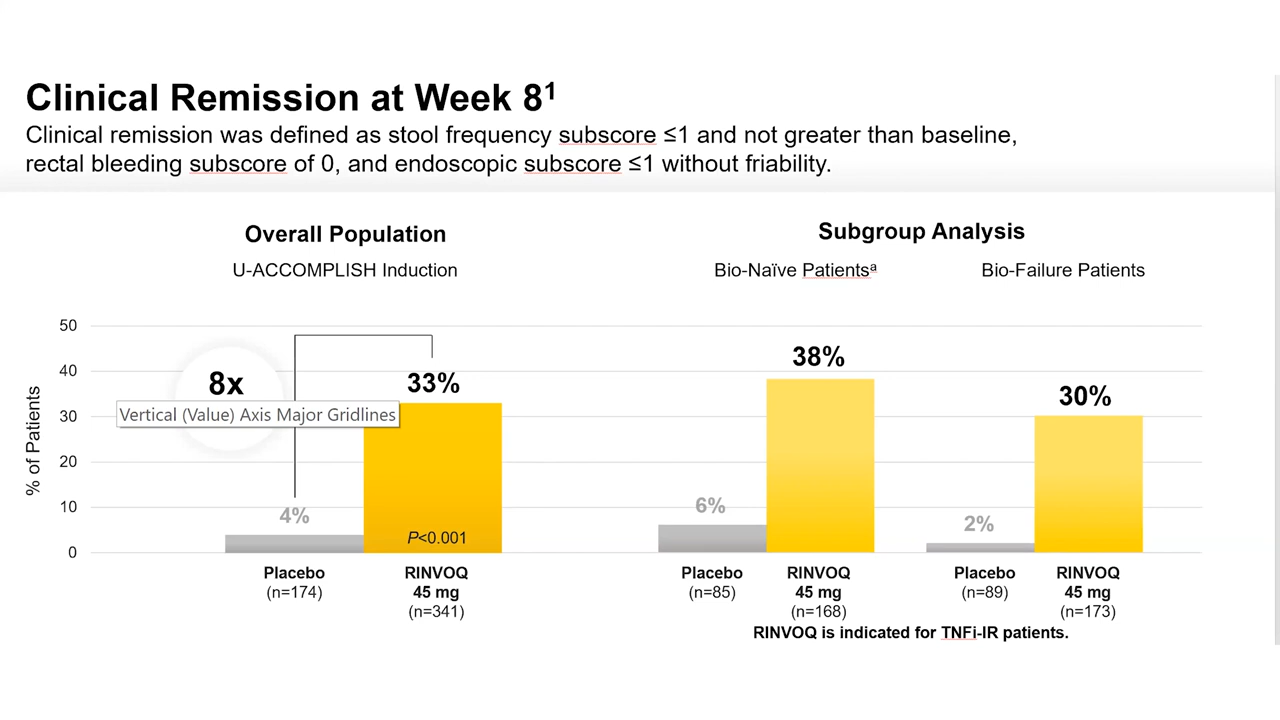 Clinical Remission at Week 8¹
Clinical remission was defined as stool frequency subscore ≤1 and not greater than baseline,
rectal bleeding subscore of 0, and endoscopic subscore ≤1 without friability.
Overall Population
U-ACCOMPLISH Induction
% of Patients
50
40
30
20
10
0
8x
Vertical (Value) Axis Major Gridlines
4%
33%
P<0.001
Placebo
(n=174)
RINVOQ
45 mg
(n=341)
Subgroup Analysis
Bio-Naïve Patientsª
6%
38%
Placebo
(n=85)
RINVOQ
45 mg
(n=168)
Bio-Failure Patients
2%
30%
Placebo
(n=89)
RINVOQ
45 mg
(n=173)
RINVOQ is indicated for TNFi-IR patients.